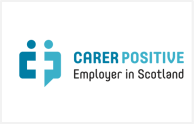 CARER POSITIVE
Employer in Scotland